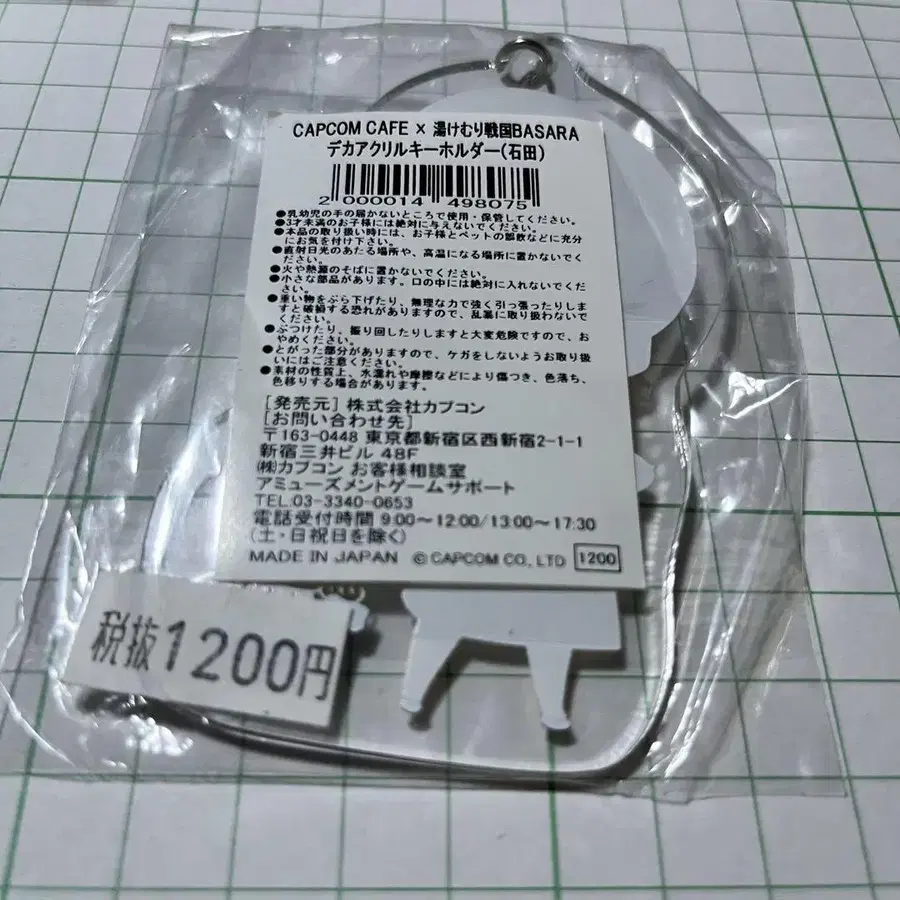 CAPCOM CAFE × 湯けむり戦国BASARA
デカアクリルキーホルダー(石田)
2 000014 498075
●乳幼児の手の届かないところで使用・保管してください。
●3才未満のお子様には絶対に与えないでください。
●本品の取り扱い時には、お子様とペットの誤飲などに充分
にお気を付け下さい。
●直射日光のあたる場所や、高温になる場所に置かないでく
ださい。
●火や熱源のそばに置かないでください。
●小さな部品があります。口の中には絶対に入れないでくだ
さい。
●重い物をぶら下げたり、無理な力で強く引っ張ったりしま
すと破損する恐れがありますので、乱暴に取り扱わないで
ください。
●ぶつけたり、振り回したりしますと大変危険ですので、お
やめください。
●とがった部分がありますので、ケガをしないようお取り扱
いにはご注意ください。
●素材の性質上、水濡れや摩擦などにより傷つき、色落ち、
色移りする場合があります。
[発売元] 株式会社カプコン
[お問い合わせ先]
〒163-0448 東京都新宿区西新宿2-1-1
新宿三井ビル 48F
㈱カプコン お客様相談室
アミューズメントゲームサポート
TEL:03-3340-0653
電話受付時間 9:00～12:00/13:00～17:30
(土・日祝日を除く)
MADE IN JAPAN ©CAPCOM CO., LTD 1200
税抜1200円